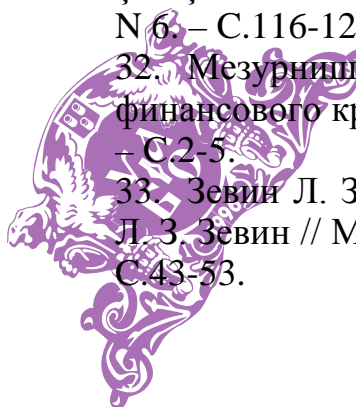 N 6. – С.116-12
32. Мезурниш
финансового кр
– С.2-5.
33. Зевин Л. З
Л. З. Зевин // М
С.43-53.